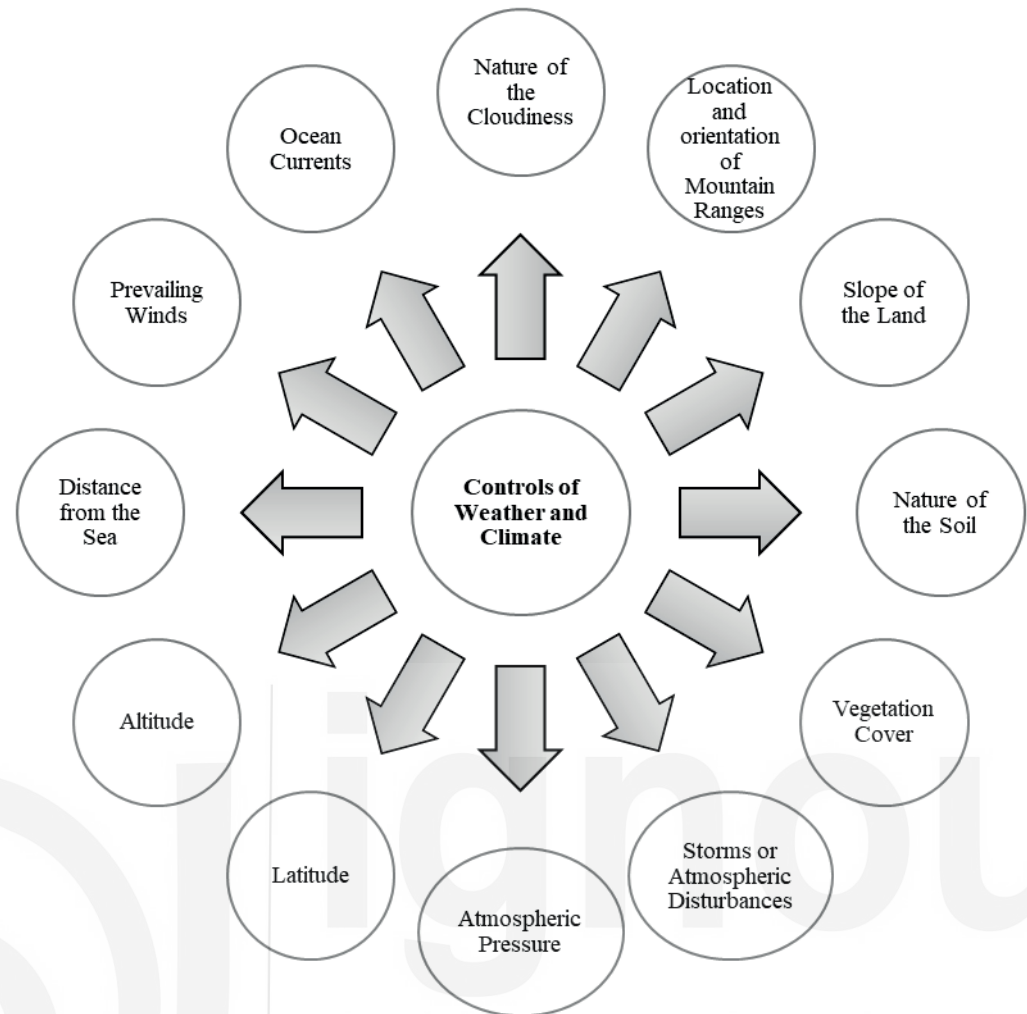 Nature of
the
Cloudiness
Location
and
orientation
of
Mountain
Ranges
Slope of
the Land
Nature of
the Soil
Vegetation
Cover
Storms or
Atmospheric
Disturbances
Atmospheric
Pressure
Latitude
Altitude
Distance
from the
Sea
Prevailing
Winds
Ocean
Currents
Controls of
Weather and
Climate
ignou